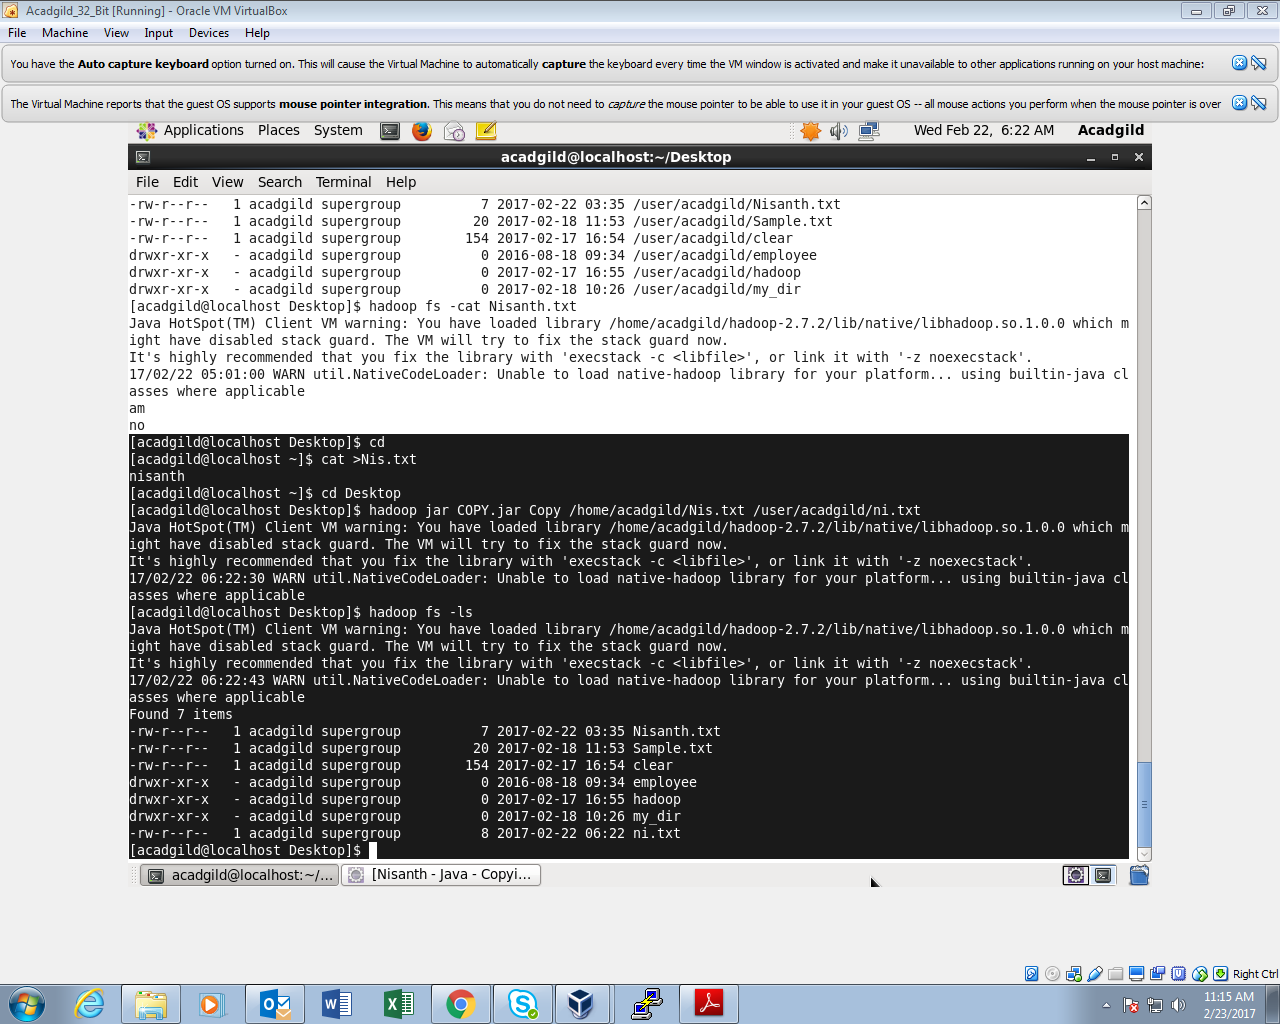 Acadgild_32_Bit [Running] - Oracle VM VirtualBox
File Machine View Input Devices Help
You have the Auto capture keyboard option turned on. This will cause the Virtual Machine to automatically capture the keyboard every time the VM window is activated and make it unavailable to other applications running on your host machine:
The Virtual Machine reports that the guest OS supports mouse pointer integration. This means that you do not need to capture the mouse pointer to be able to use it in your guest OS -- all mouse actions you perform when the mouse pointer is over
Applications Places System Wed Feb 22, 6:22 AM Acadgild
acadgild@localhost:~/Desktop
File Edit View Search Terminal Help
-rw-r--r--   1 acadgild supergroup          7 2017-02-22 03:35 /user/acadgild/Nisanth.txt
-rw-r--r--   1 acadgild supergroup         20 2017-02-18 11:53 /user/acadgild/Sample.txt
-rw-r--r--   1 acadgild supergroup        154 2017-02-17 16:54 /user/acadgild/clear
drwxr-xr-x   - acadgild supergroup          0 2016-08-18 09:34 /user/acadgild/employee
drwxr-xr-x   - acadgild supergroup          0 2017-02-17 16:55 /user/acadgild/hadoop
drwxr-xr-x   - acadgild supergroup          0 2017-02-18 10:26 /user/acadgild/my_dir
[acadgild@localhost Desktop]$ hadoop fs -cat Nisanth.txt
Java HotSpot(TM) Client VM warning: You have loaded library /home/acadgild/hadoop-2.7.2/lib/native/libhadoop.so.1.0.0 which m
ight have disabled stack guard. The VM will try to fix the stack guard now.
It's highly recommended that you fix the library with 'execstack -c <libfile>', or link it with '-z noexecstack'.
17/02/22 05:01:00 WARN util.NativeCodeLoader: Unable to load native-hadoop library for your platform... using builtin-java cl
asses where applicable
am
no
[acadgild@localhost Desktop]$ cd
[acadgild@localhost ~]$ cat >Nis.txt
nisanth
[acadgild@localhost ~]$ cd Desktop
[acadgild@localhost Desktop]$ hadoop jar COPY.jar Copy /home/acadgild/Nis.txt /user/acadgild/ni.txt
Java HotSpot(TM) Client VM warning: You have loaded library /home/acadgild/hadoop-2.7.2/lib/native/libhadoop.so.1.0.0 which m
ight have disabled stack guard. The VM will try to fix the stack guard now.
It's highly recommended that you fix the library with 'execstack -c <libfile>', or link it with '-z noexecstack'.
17/02/22 06:22:30 WARN util.NativeCodeLoader: Unable to load native-hadoop library for your platform... using builtin-java cl
asses where applicable
[acadgild@localhost Desktop]$ hadoop fs -ls
Java HotSpot(TM) Client VM warning: You have loaded library /home/acadgild/hadoop-2.7.2/lib/native/libhadoop.so.1.0.0 which m
ight have disabled stack guard. The VM will try to fix the stack guard now.
It's highly recommended that you fix the library with 'execstack -c <libfile>', or link it with '-z noexecstack'.
17/02/22 06:22:43 WARN util.NativeCodeLoader: Unable to load native-hadoop library for your platform... using builtin-java cl
asses where applicable
Found 7 items
-rw-r--r--   1 acadgild supergroup          7 2017-02-22 03:35 Nisanth.txt
-rw-r--r--   1 acadgild supergroup         20 2017-02-18 11:53 Sample.txt
-rw-r--r--   1 acadgild supergroup        154 2017-02-17 16:54 clear
drwxr-xr-x   - acadgild supergroup          0 2016-08-18 09:34 employee
drwxr-xr-x   - acadgild supergroup          0 2017-02-17 16:55 hadoop
drwxr-xr-x   - acadgild supergroup          0 2017-02-18 10:26 my_dir
-rw-r--r--   1 acadgild supergroup          8 2017-02-22 06:22 ni.txt
[acadgild@localhost Desktop]$
acadgild@localhost:~/... [Nisanth - Java - Copyi...
Right Ctrl
11:15 AM
2/23/2017